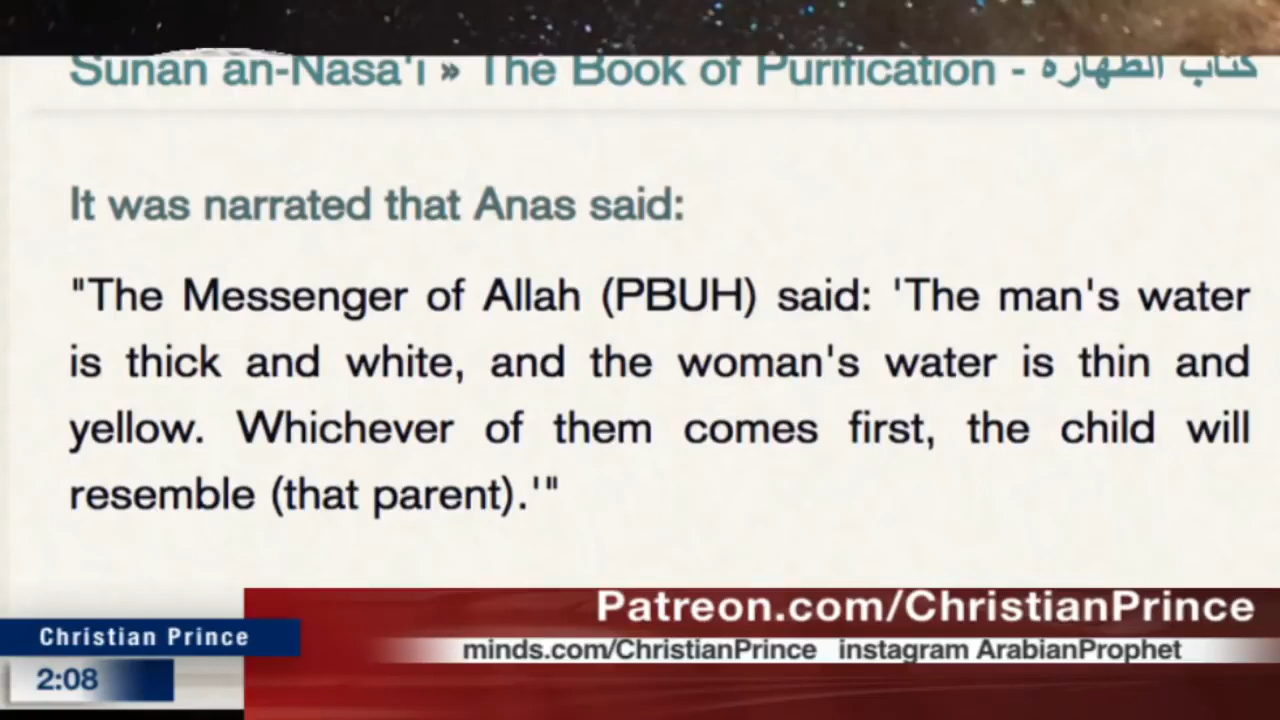 Sunan an-Nasa'i » The Book of Purification - كتاب الطهارة
It was narrated that Anas said:
"The Messenger of Allah (PBUH) said: 'The man's water
is thick and white, and the woman's water is thin and
yellow. Whichever of them comes first, the child will
resemble (that parent).'"
Patreon.com/ChristianPrince
Christian Prince
minds.com/ChristianPrince instagram ArabianProphet
2:08